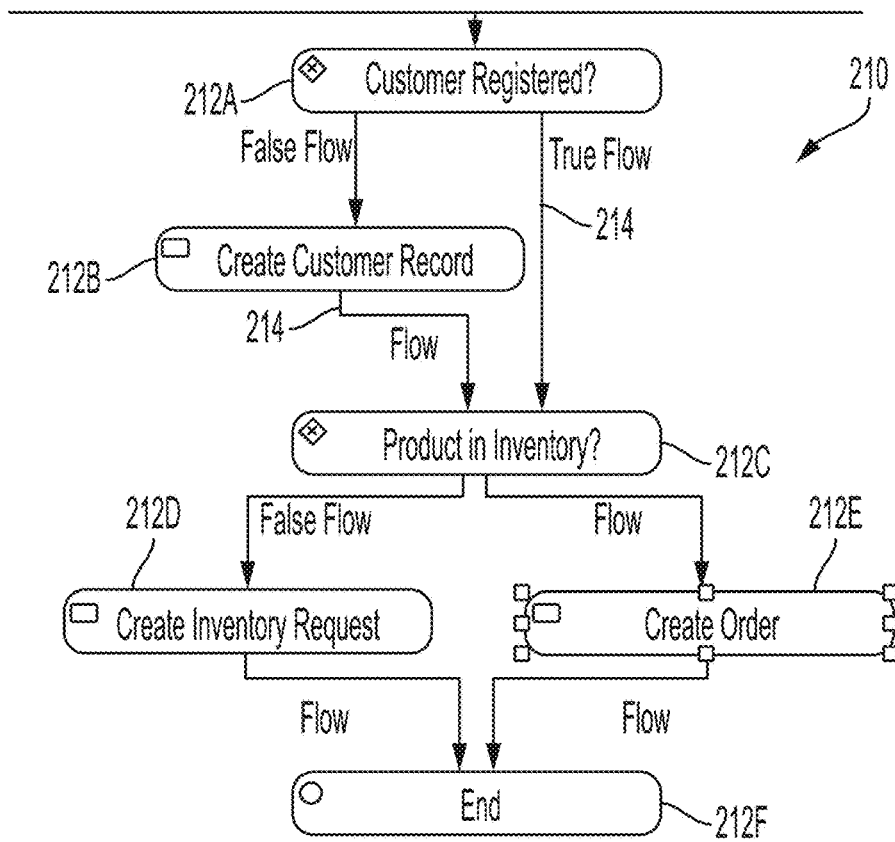 Customer Registered?
212A
210
False Flow
True Flow
214
Create Customer Record
212B
214
Flow
Product in Inventory?
212C
212D
False Flow
Flow
212E
Create Inventory Request
Create Order
Flow
Flow
End
212F